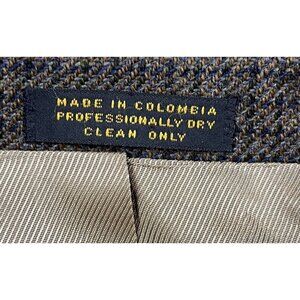 MADE IN COLOMBIA
PROFESSIONALLY DRY
CLEAN ONLY